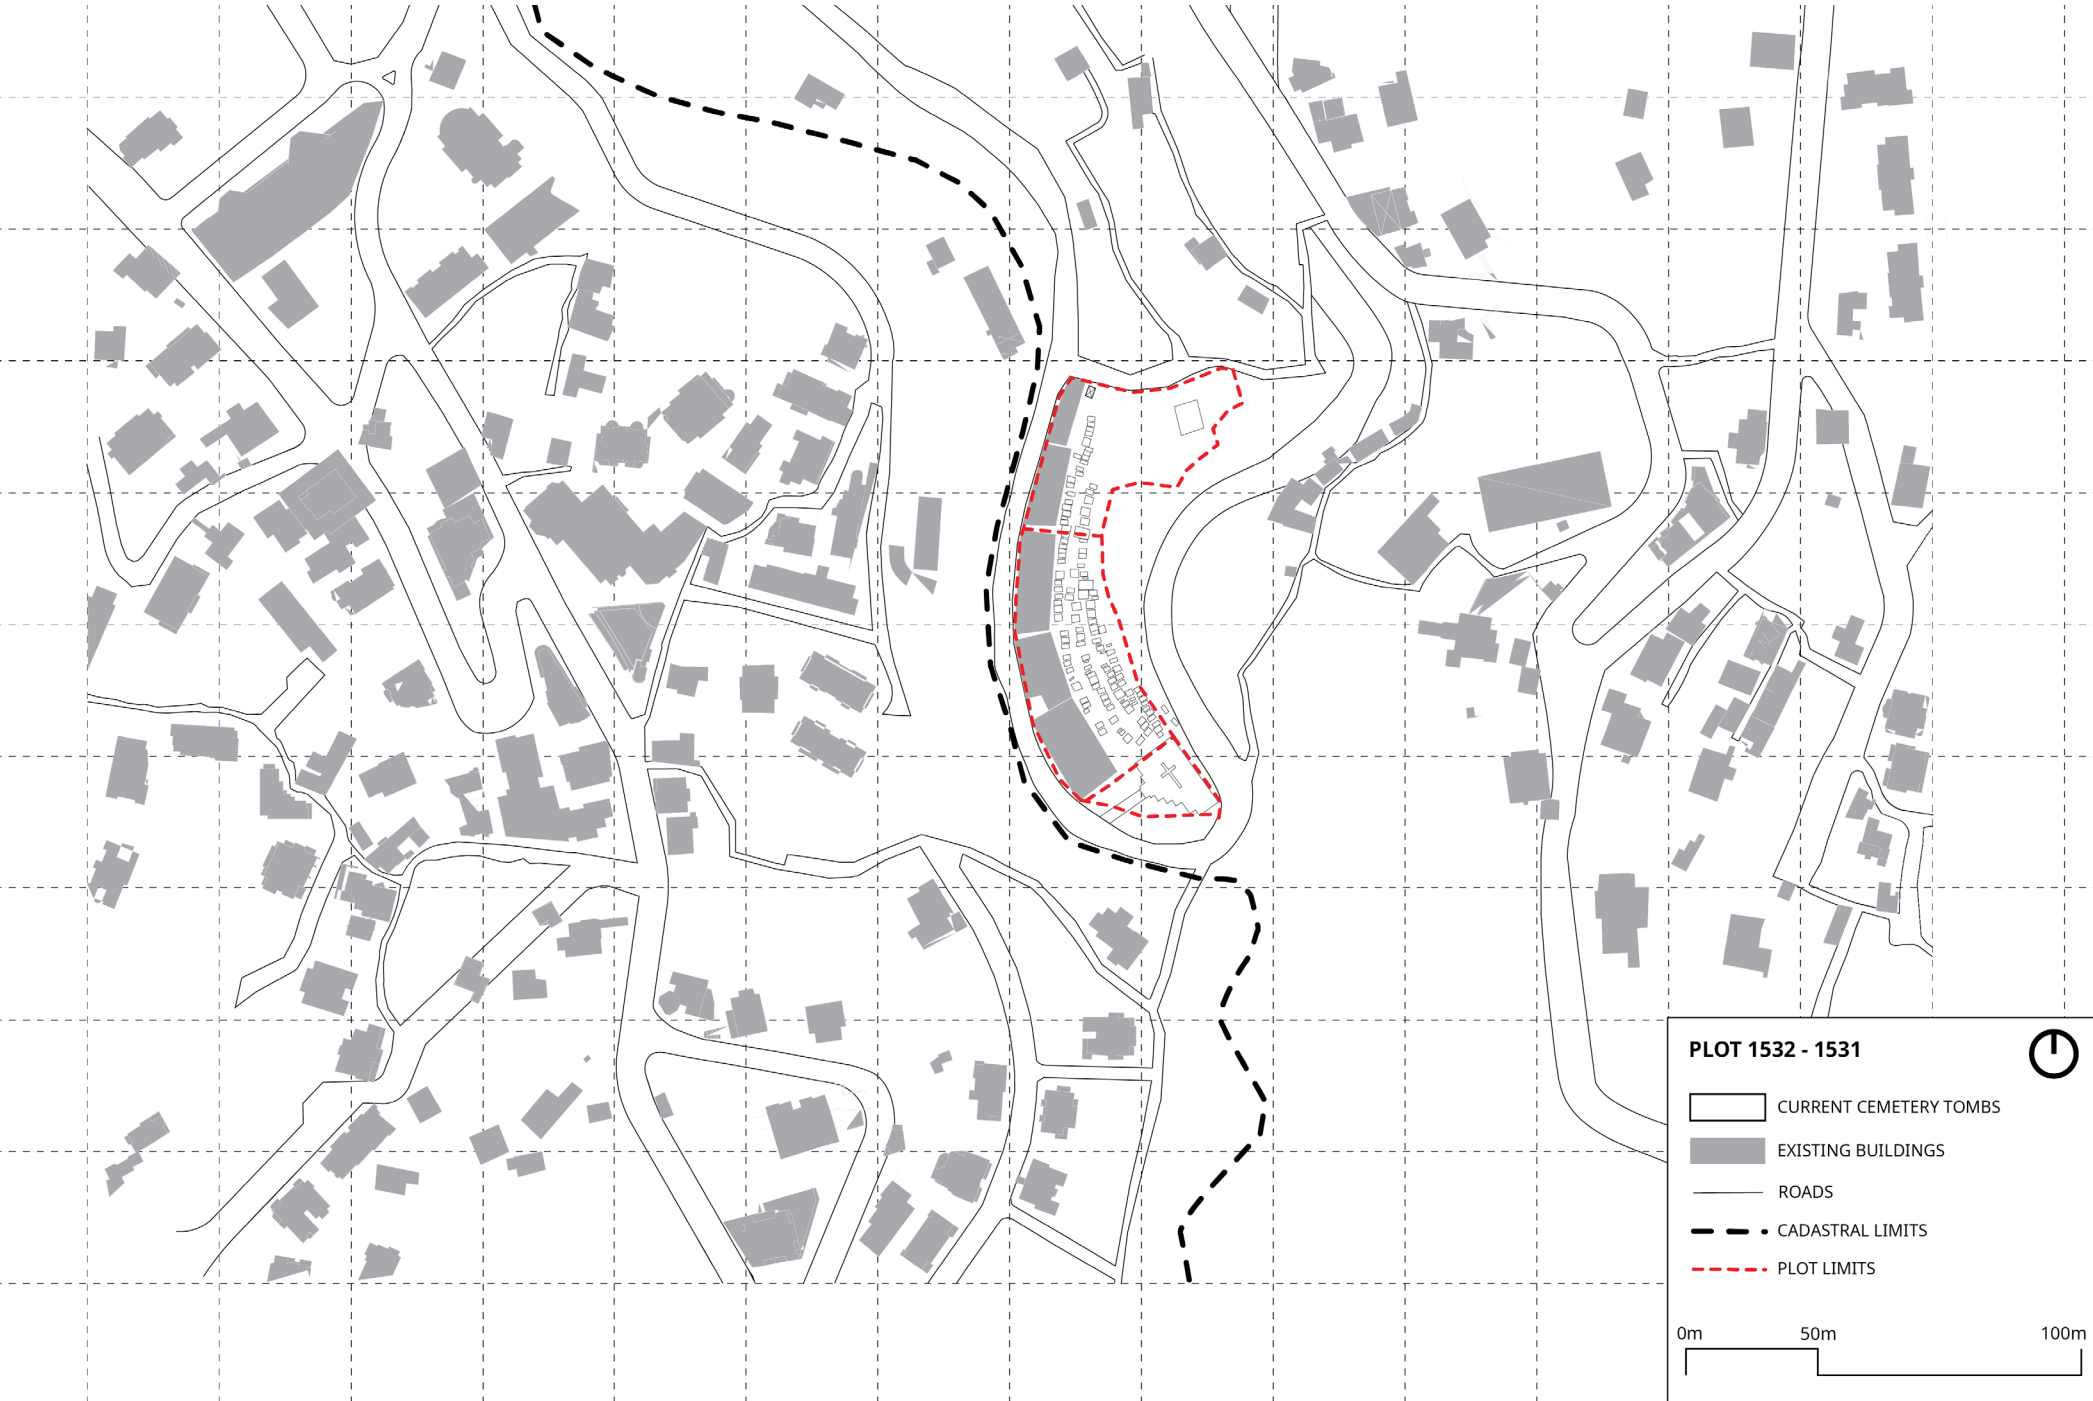 PLOT 1532 - 1531
CURRENT CEMETERY TOMBS
EXISTING BUILDINGS
ROADS
CADASTRAL LIMITS
PLOT LIMITS
0m 50m 100m